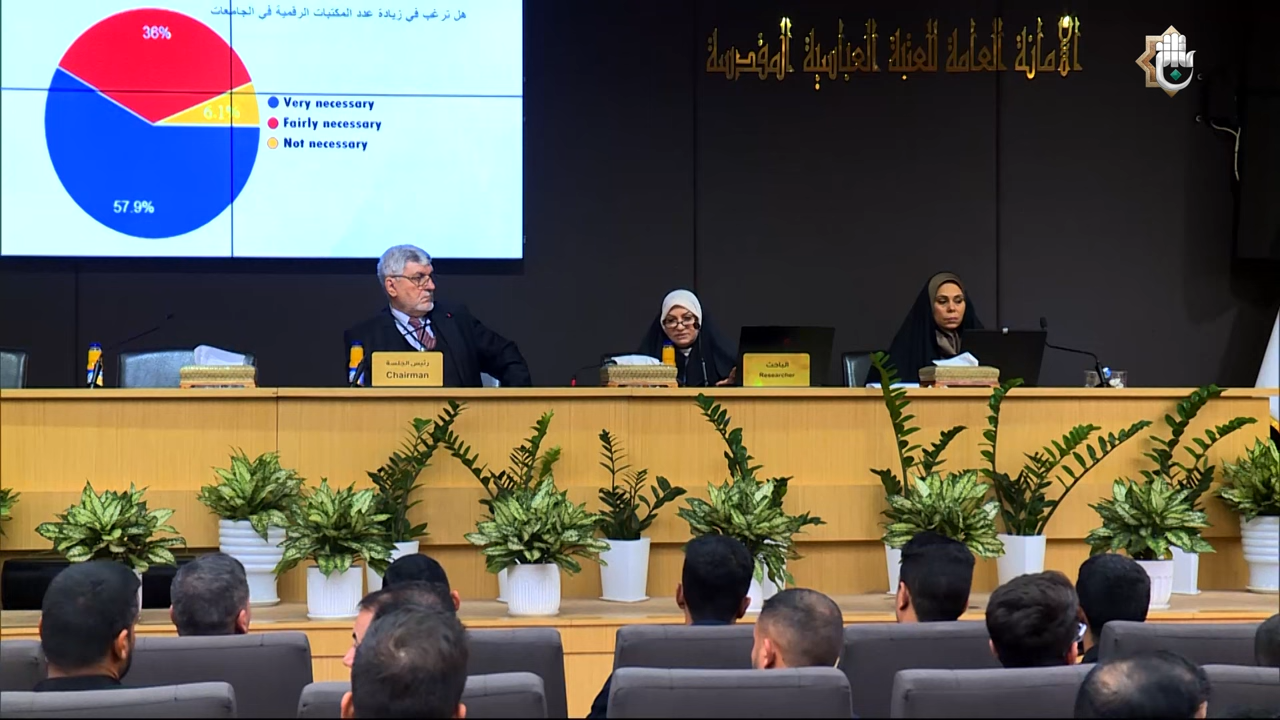 هل ترغب في زيادة عدد المكتبات الرقمية في الجامعات
36%
6.1%
57.9%
Very necessary
Fairly necessary
Not necessary
الأمانة العامة للعتبة العباسية المقدسة
رئيس الجلسة
Chairman
الباحث
Researcher